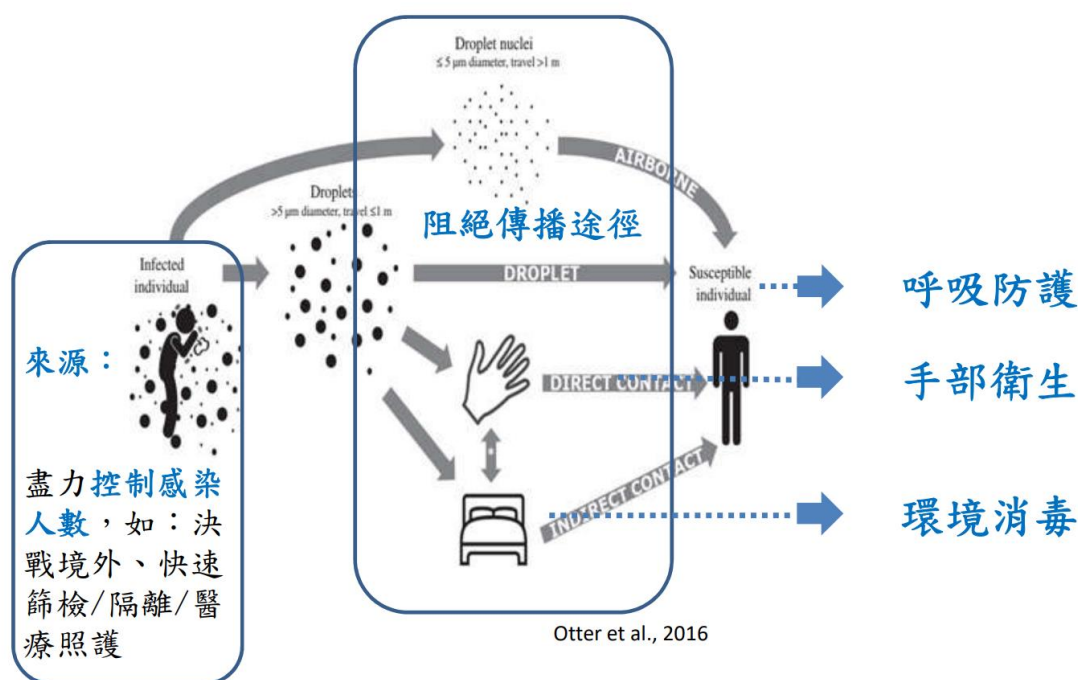 Droplet nuclei
≤ 5 μm diameter, travel >1 m
AIRBORNE
Droplets
>5 μm diameter, travel ≤1 m
阻絕傳播途徑
Infected
individual
DROPLET
Susceptible
individual
呼吸防護
來源：
DIRECT CONTACT
手部衛生
盡力控制感染
人數，如：決
戰境外、快速
篩檢/隔離/醫
療照護
INDIRECT CONTACT
環境消毒
Otter et al., 2016